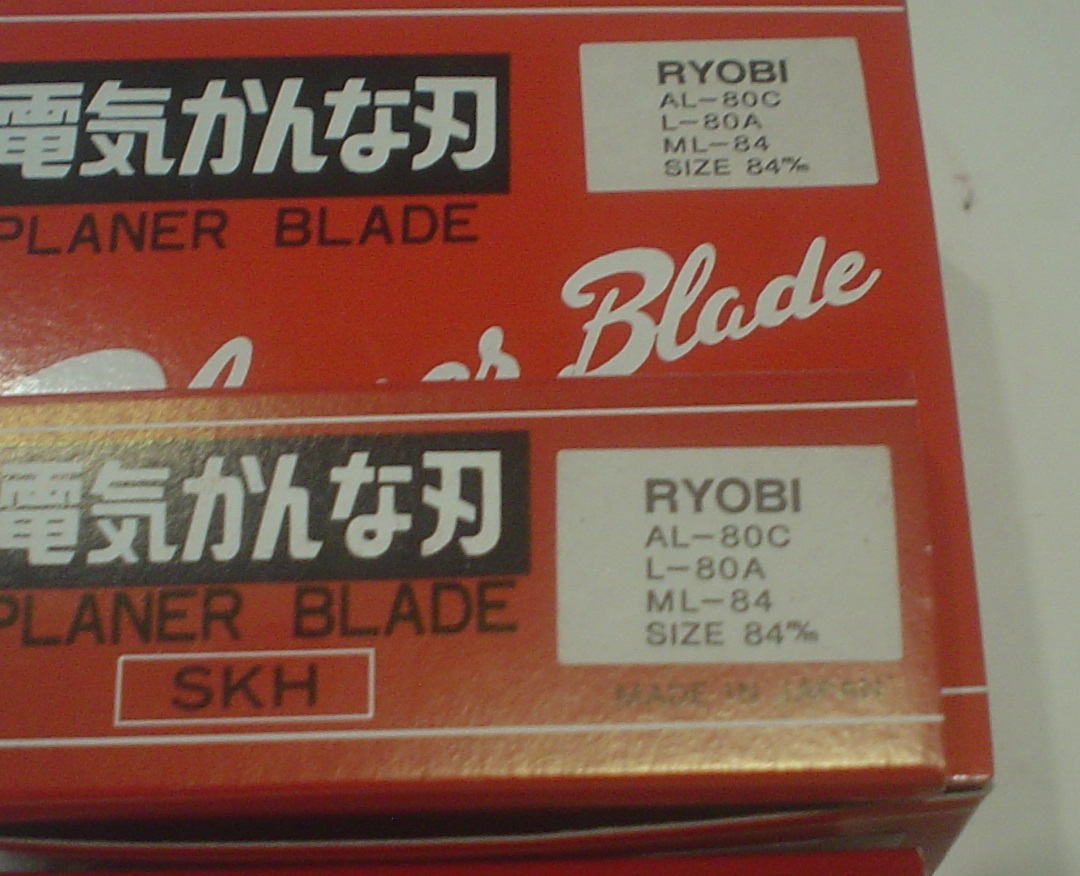 電気かんな刃
PLANER BLADE
RYOBI
AL-80C
L-80A
ML-84
SIZE 84㎜
Planer Blade
電気かんな刃
PLANER BLADE
SKH
RYOBI
AL-80C
L-80A
ML-84
SIZE 84㎜
MADE IN JAPAN